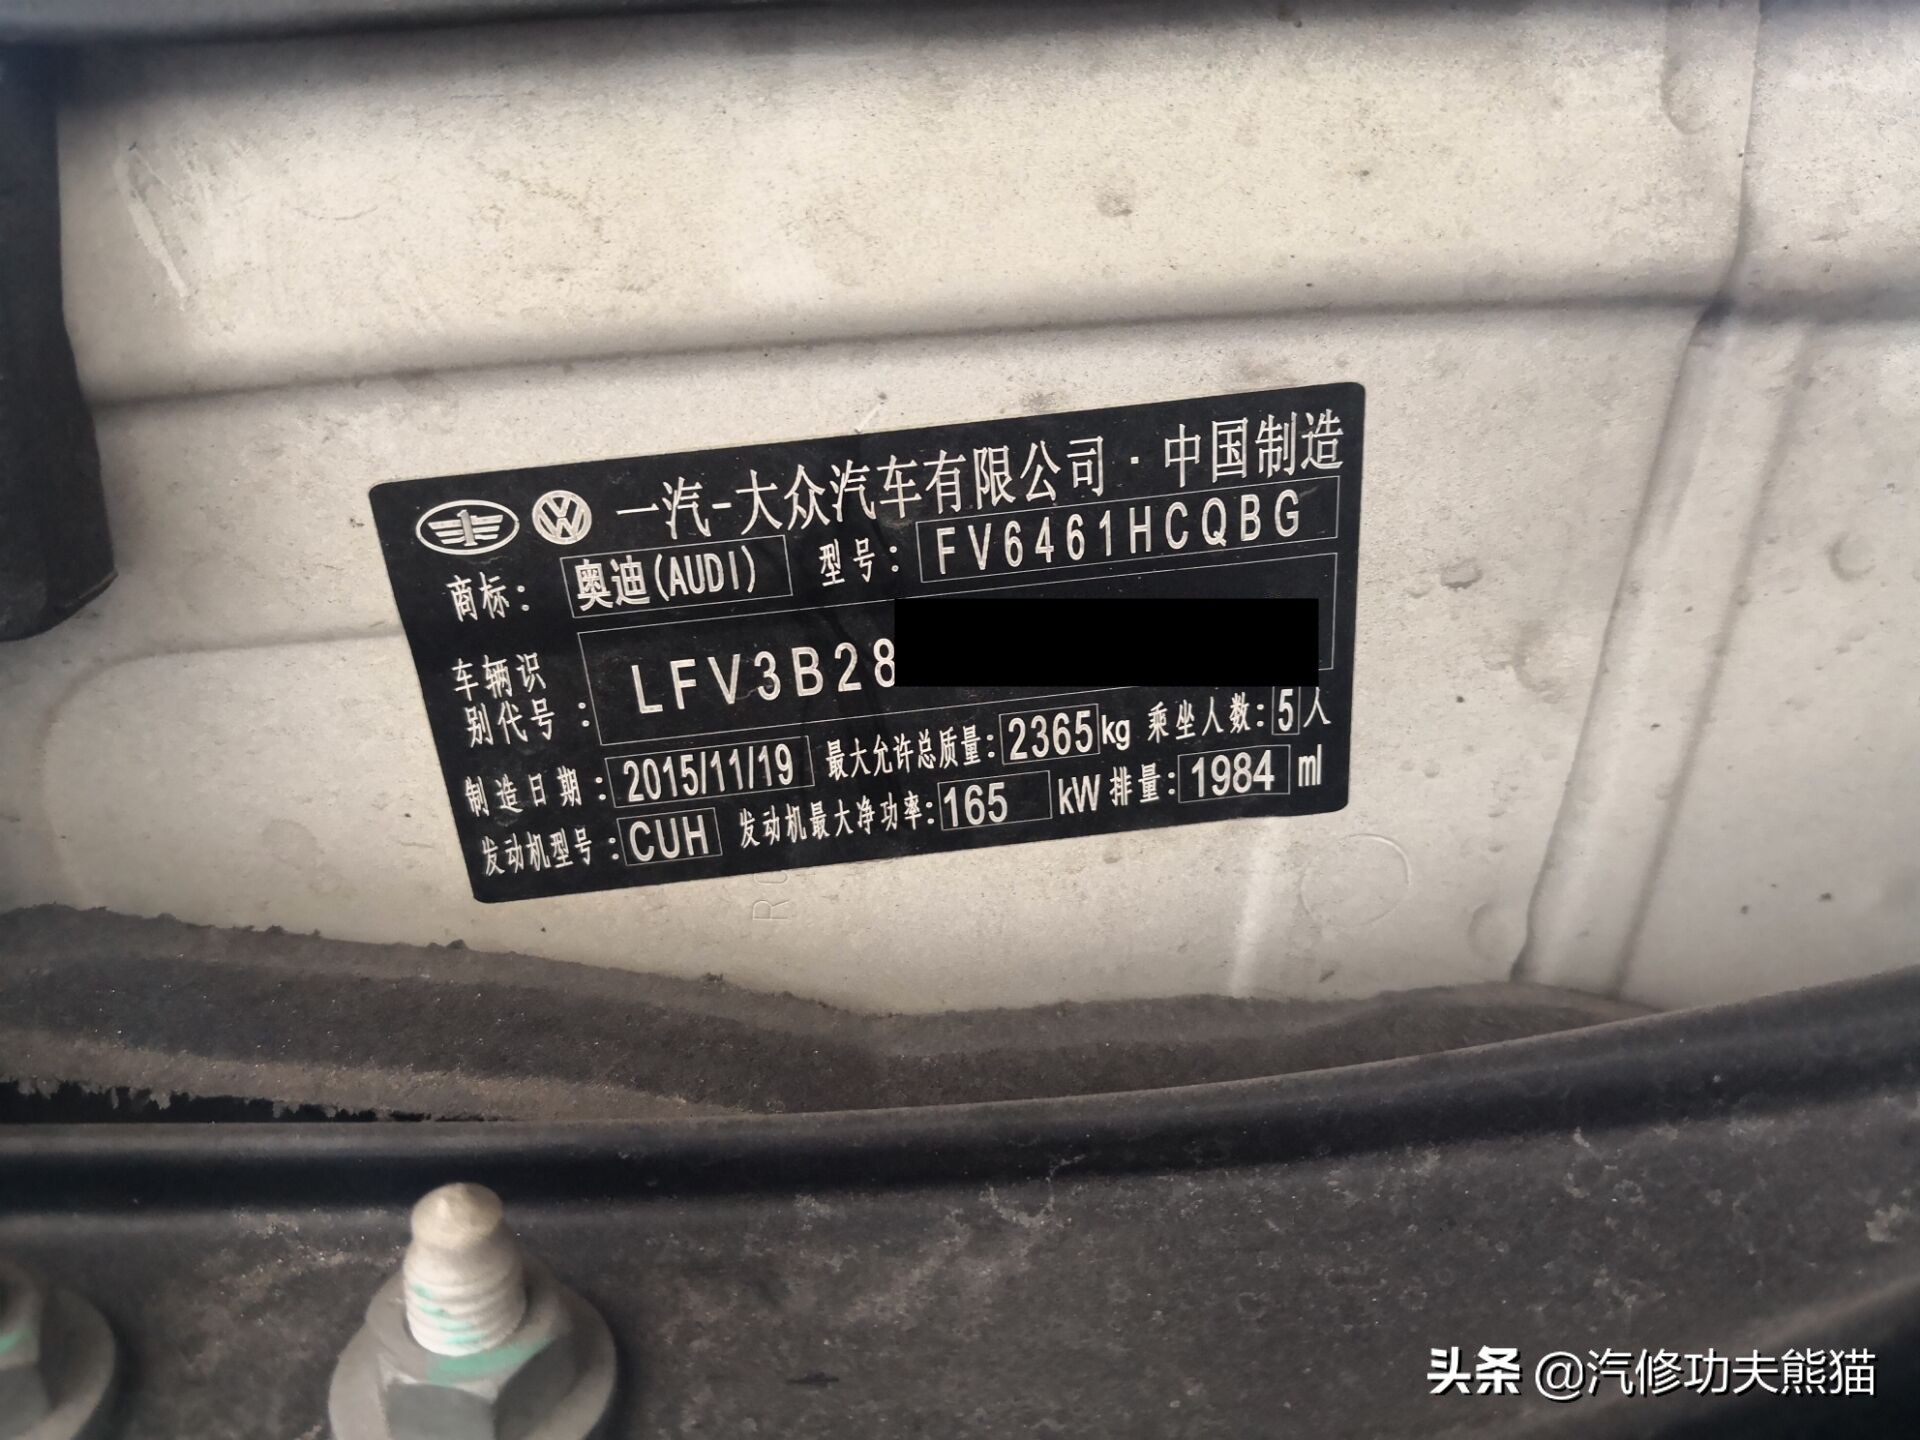 一汽-大众汽车有限公司·中国制造
商标：奥迪(AUDI) 型号：FV6461HCQBG
车辆识
别代号：LFV3B28
制造日期：2015/11/19 最大允许总质量：2365kg 乘坐人数：5人
发动机型号：CUH 发动机最大净功率：165 kW 排量：1984 ml
头条 @汽修功夫熊猫